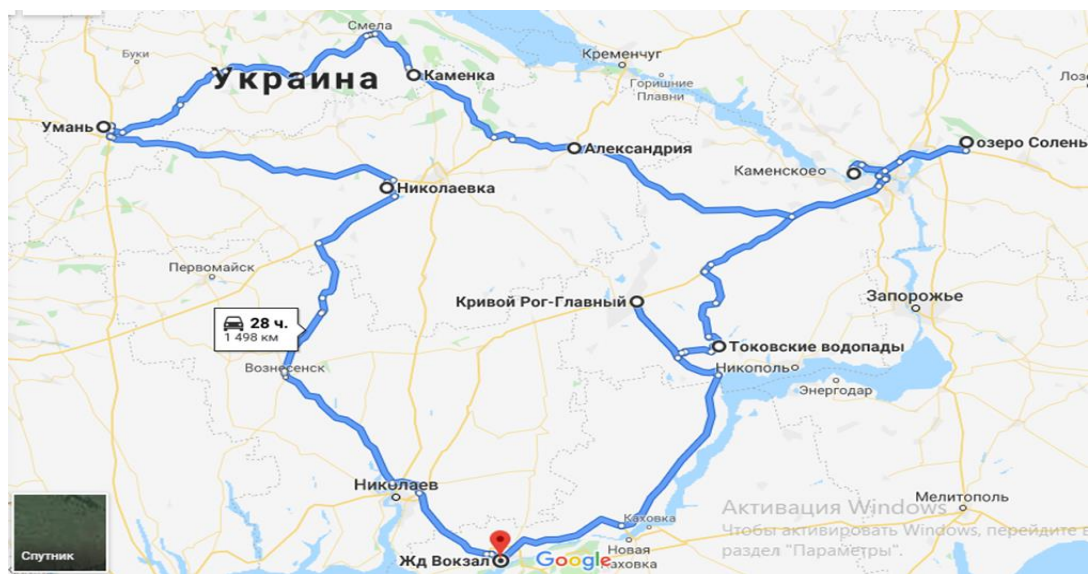 Смела
Буки
Кременчуг
Украина
Каменка
Горишние
Плавни
Лозо
Умань
Александрия
озеро Солень
Каменское
Николаевка
Первомайск
Кривой Рог-Главный
Запорожье
28 ч.
1 498 км
Токовские водопады
Вознесенск
Никополь
Энергодар
Николаев
Мелитополь
Активация Windows
Каховка
Чтобы активировать Windows, перейдите в
раздел "Параметры".
Новая
Каховка
Спутник
Жд Вокзал
Google